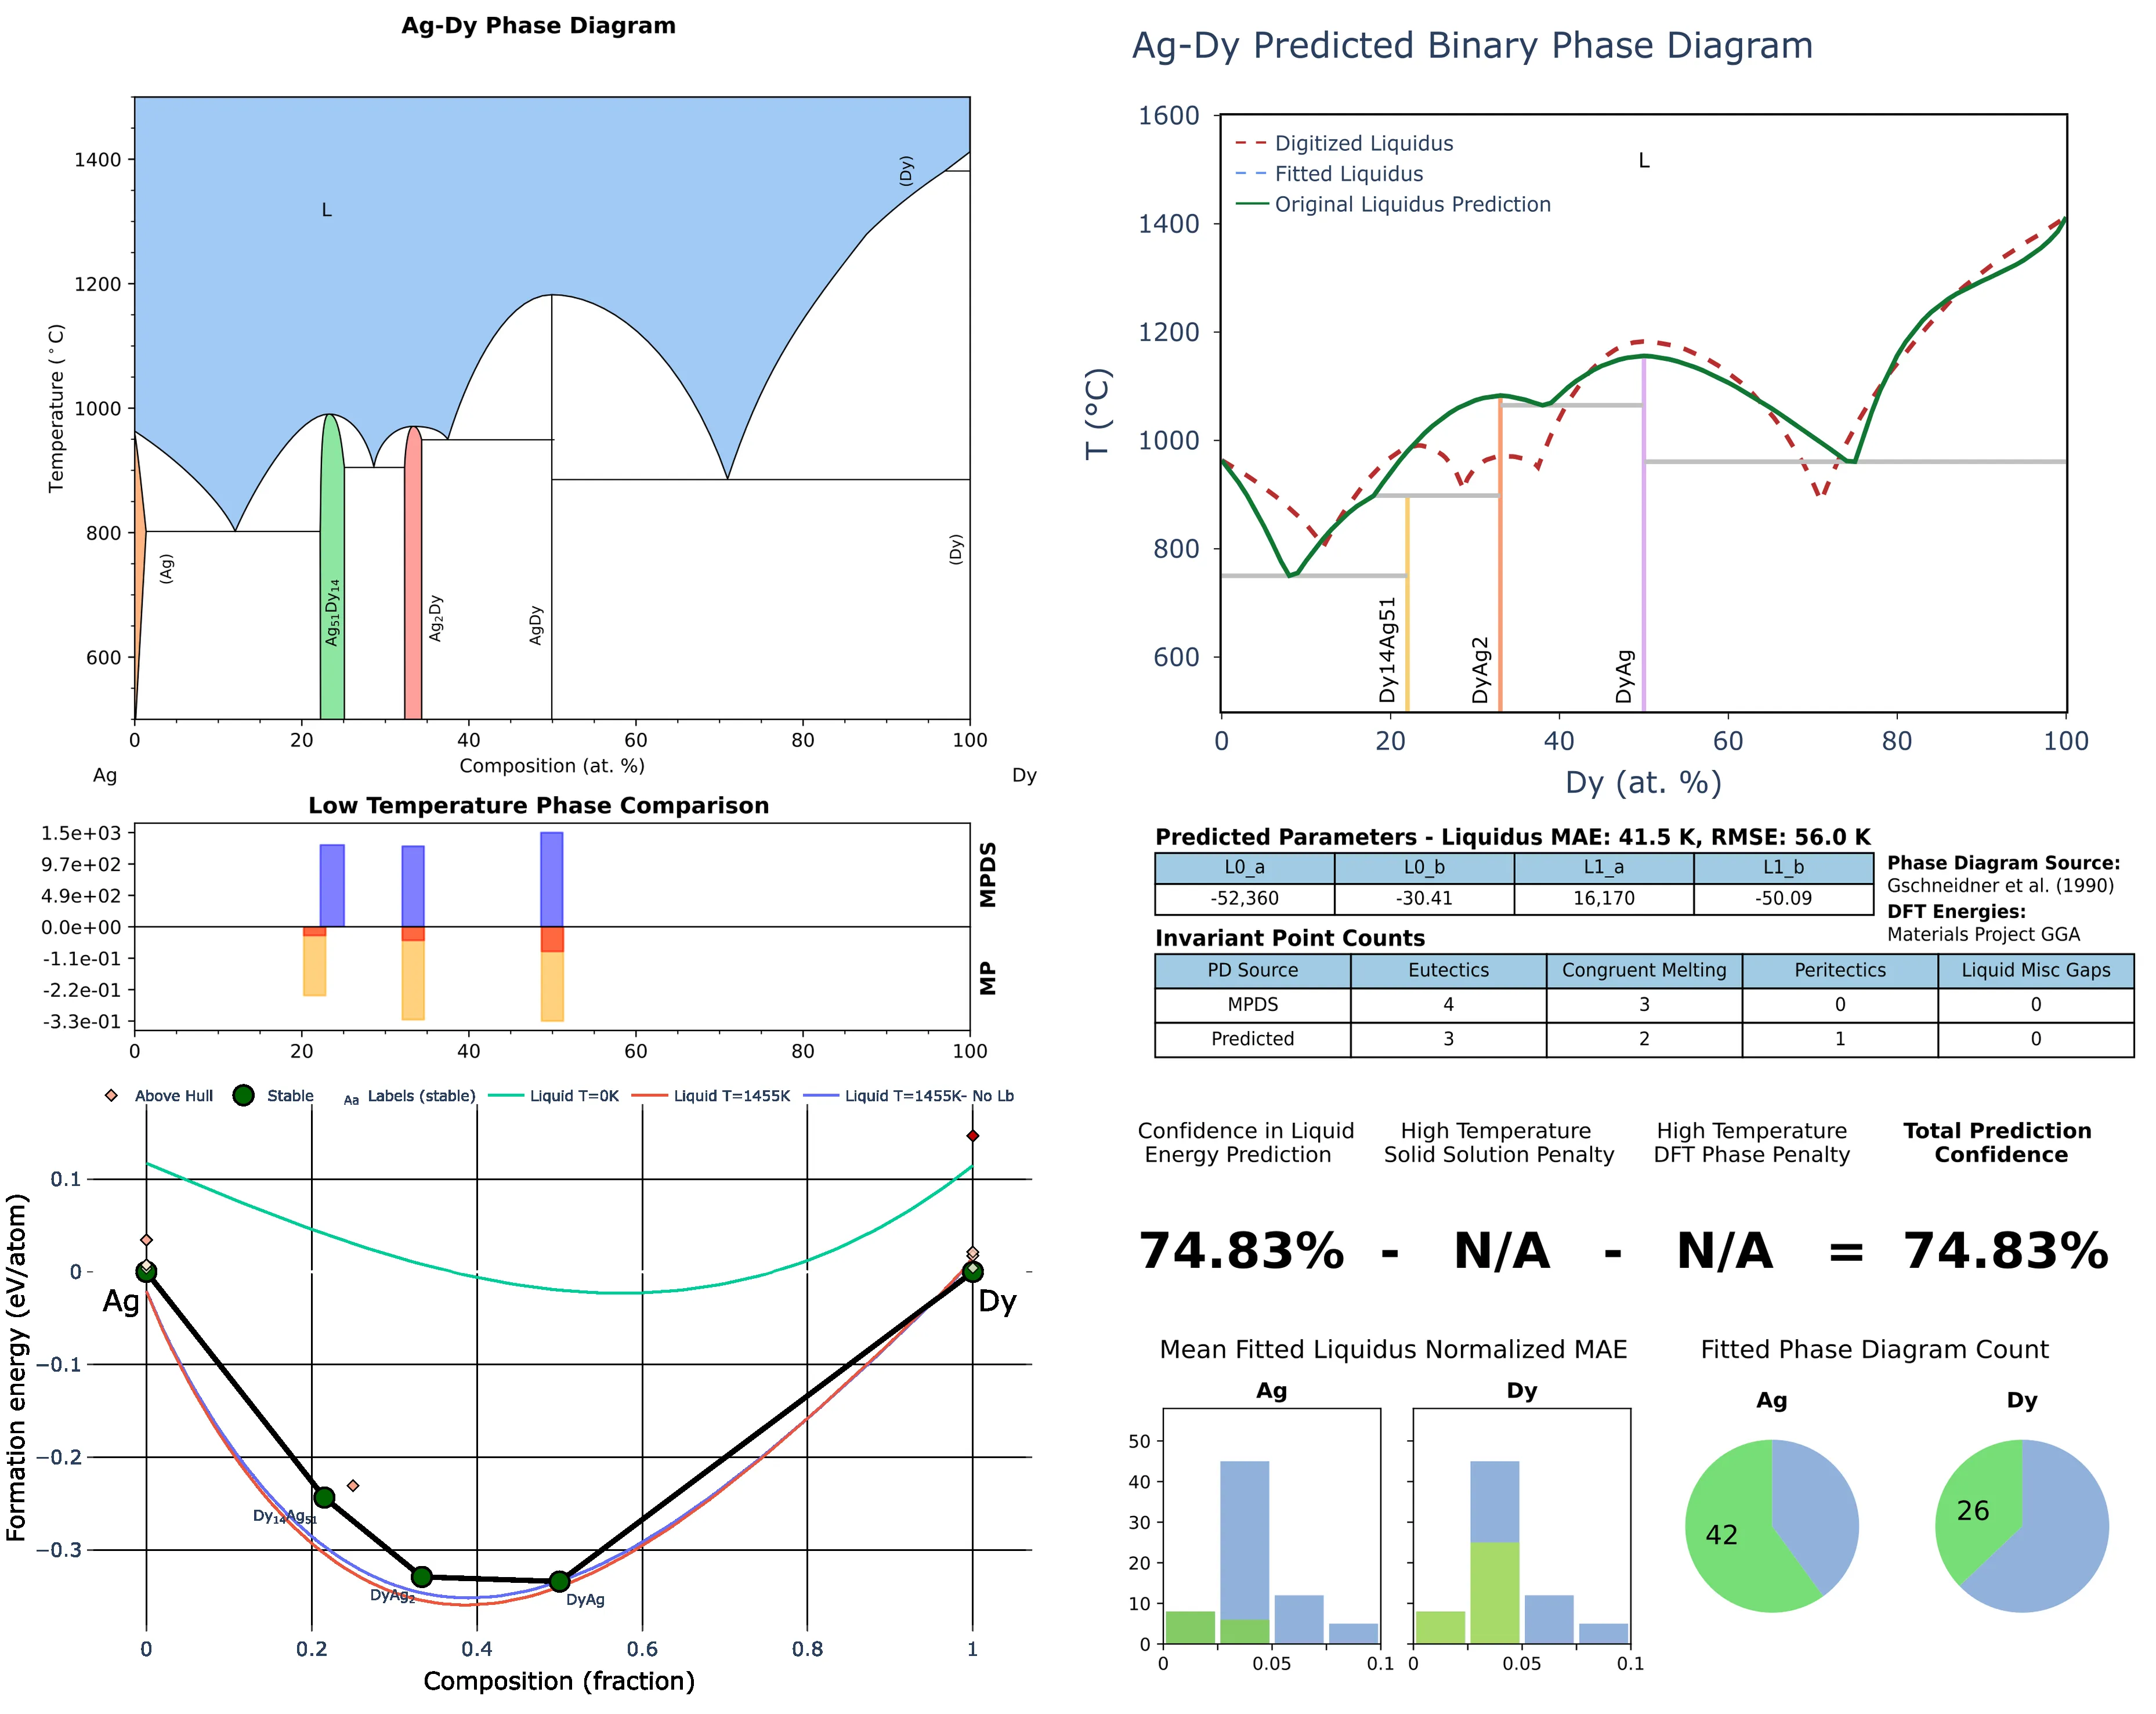 Ag-Dy Phase Diagram
1400
1200
1000
800
600
Temperature (°C)
L
(Dy)
(Ag)
Ag51Dy14
Ag2Dy
AgDy
(Dy)
0 20 40 60 80 100
Composition (at. %)
Ag Dy
Low Temperature Phase Comparison
1.5e+03
9.7e+02
4.9e+02
0.0e+00
-1.1e-01
-2.2e-01
-3.3e-01
MPDS
MP
0 20 40 60 80 100
Above Hull Stable Aa Labels (stable) Liquid T=0K Liquid T=1455K Liquid T=1455K- No Lb
0.1
0
−0.1
−0.2
−0.3
Formation energy (eV/atom)
Ag
Dy
Dy14Ag51
DyAg2
DyAg
0 0.2 0.4 0.6 0.8 1
Composition (fraction)
Ag-Dy Predicted Binary Phase Diagram
1600
1400
1200
1000
800
600
T (°C)
Digitized Liquidus
Fitted Liquidus
Original Liquidus Prediction
L
Dy14Ag51
DyAg2
DyAg
0 20 40 60 80 100
Dy (at. %)
Predicted Parameters - Liquidus MAE: 41.5 K, RMSE: 56.0 K
L0_a L0_b L1_a L1_b
-52,360 -30.41 16,170 -50.09
Phase Diagram Source:
Gschneidner et al. (1990)
DFT Energies:
Materials Project GGA
Invariant Point Counts
PD Source Eutectics Congruent Melting Peritectics Liquid Misc Gaps
MPDS 4 3 0 0
Predicted 3 2 1 0
Confidence in Liquid
Energy Prediction
High Temperature
Solid Solution Penalty
High Temperature
DFT Phase Penalty
Total Prediction
Confidence
74.83% - N/A - N/A = 74.83%
Mean Fitted Liquidus Normalized MAE
Ag Dy
50
40
30
20
10
0
0 0.05 0.1 0 0.05 0.1
Fitted Phase Diagram Count
Ag Dy
42 26